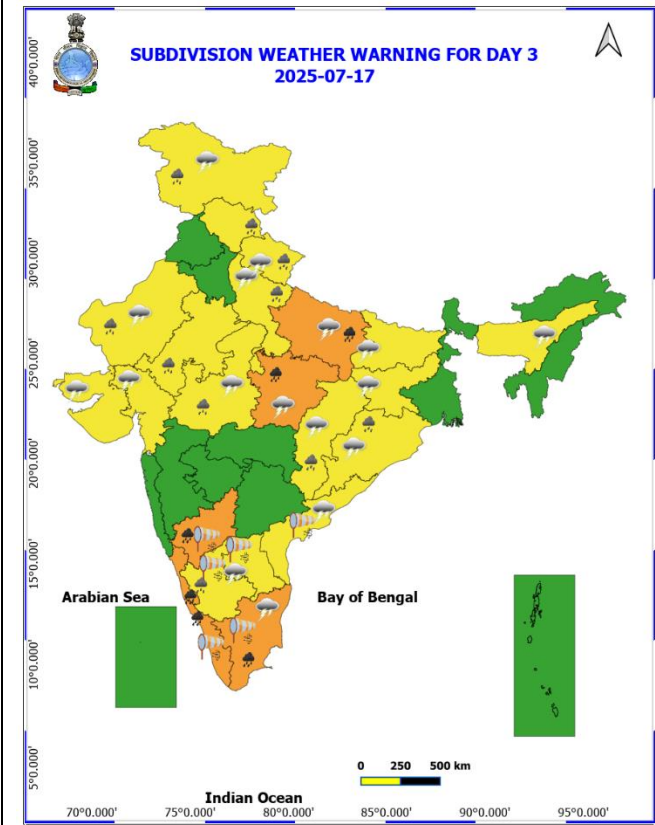 SUBDIVISION WEATHER WARNING FOR DAY 3
2025-07-17
40°0.000'
35°0.000'
30°0.000'
25°0.000'
20°0.000'
15°0.000'
Arabian Sea
Bay of Bengal
10°0.000'
5°0.000'
0 250 500 km
Indian Ocean
70°0.000' 75°0.000' 80°0.000' 85°0.000' 90°0.000' 95°0.000'